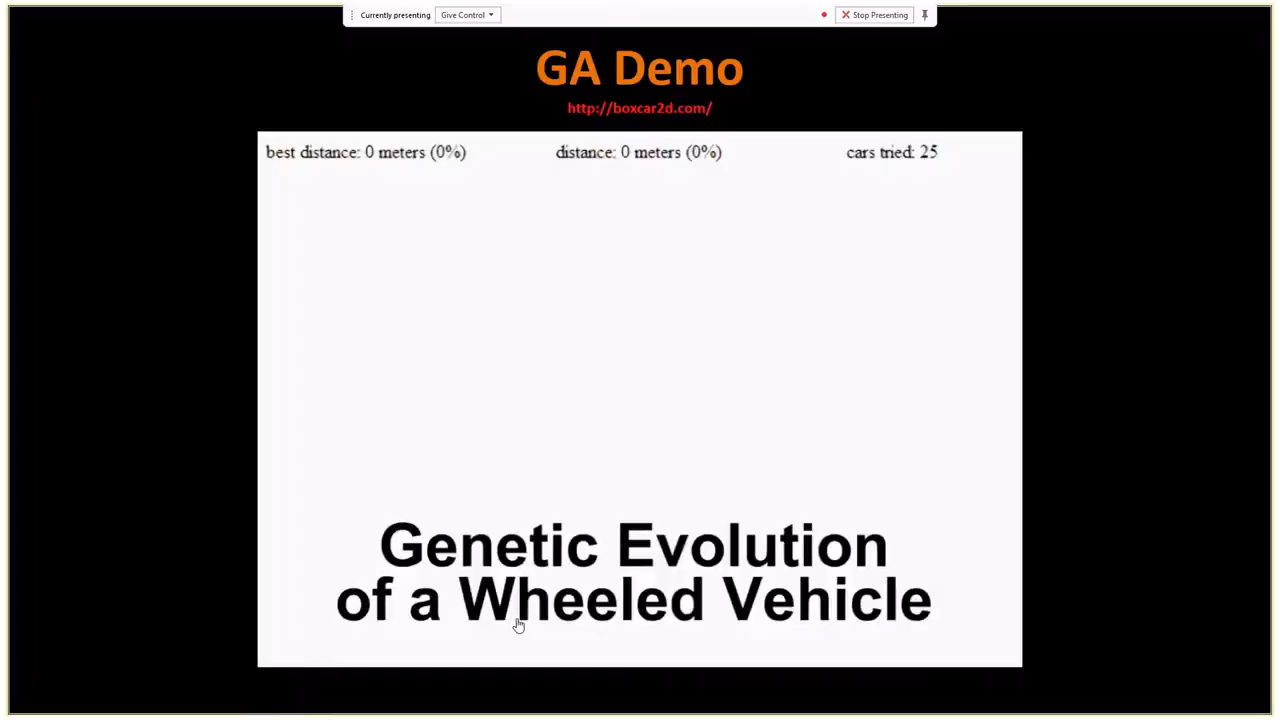 Currently presenting Give Control Stop Presenting
GA Demo
http://boxcar2d.com/
best distance: 0 meters (0%) distance: 0 meters (0%) cars tried: 25
Genetic Evolution
of a Wheeled Vehicle